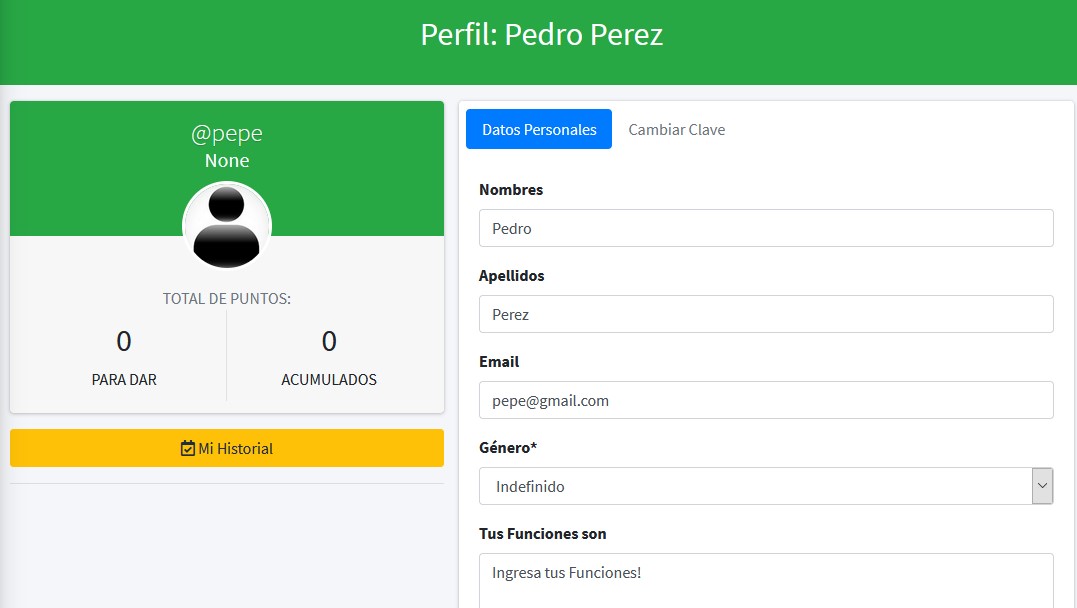 Perfil: Pedro Perez
@pepe
None
TOTAL DE PUNTOS:
0
PARA DAR
0
ACUMULADOS
Mi Historial
Datos Personales
Cambiar Clave
Nombres
Pedro
Apellidos
Perez
Email
pepe@gmail.com
Género*
Indefinido
Tus Funciones son
Ingresa tus Funciones!